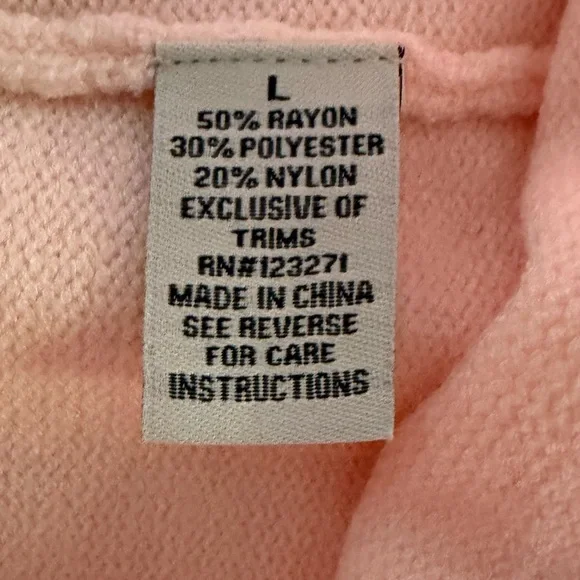 L
50% RAYON
30% POLYESTER
20% NYLON
EXCLUSIVE OF
TRIMS
RN#123271
MADE IN CHINA
SEE REVERSE
FOR CARE
INSTRUCTIONS